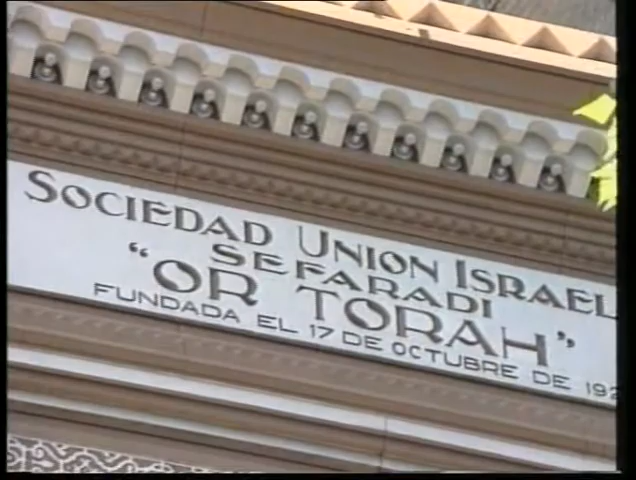 SOCIEDAD UNION ISRAEL
SEFARADI
"OR TORAH"
FUNDADA EL 17 DE OCTUBRE DE